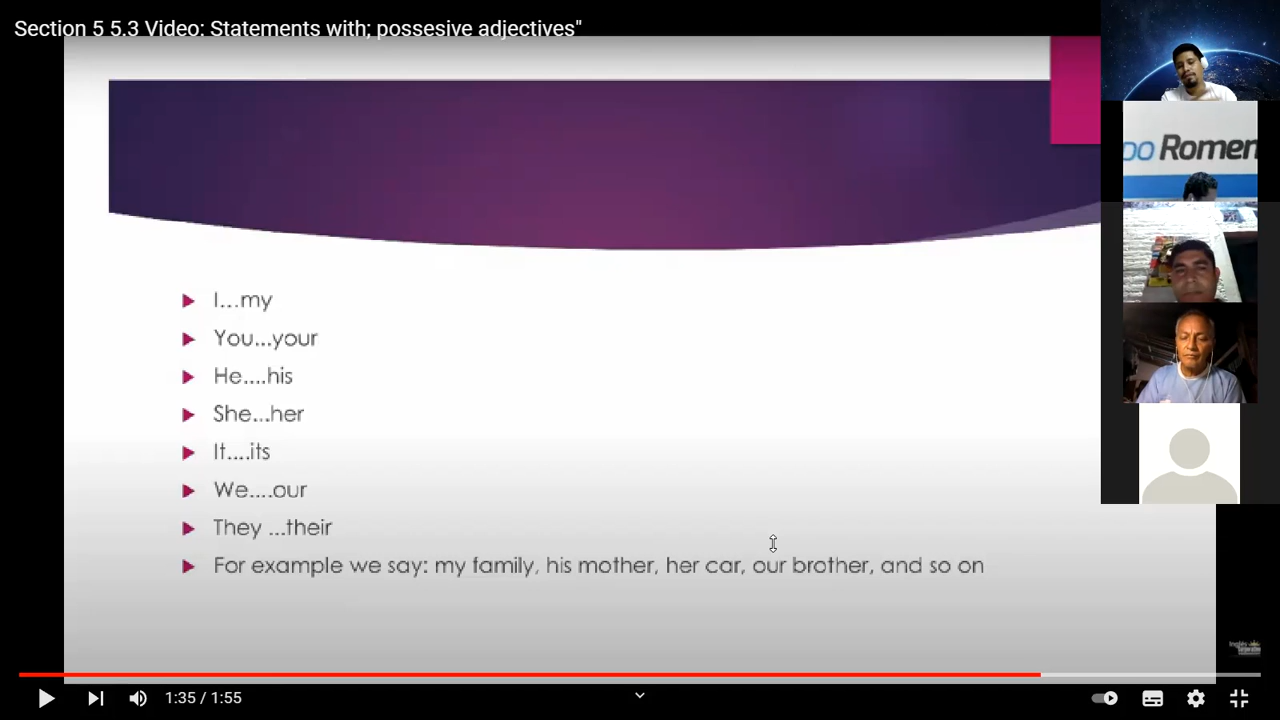 Section 5 5.3 Video: Statements with; possesive adjectives"
oo Romen
I...my
You...your
He....his
She...her
It....its
We....our
They ...their
For example we say: my family, his mother, her car, our brother, and so on
1:35 / 1:55